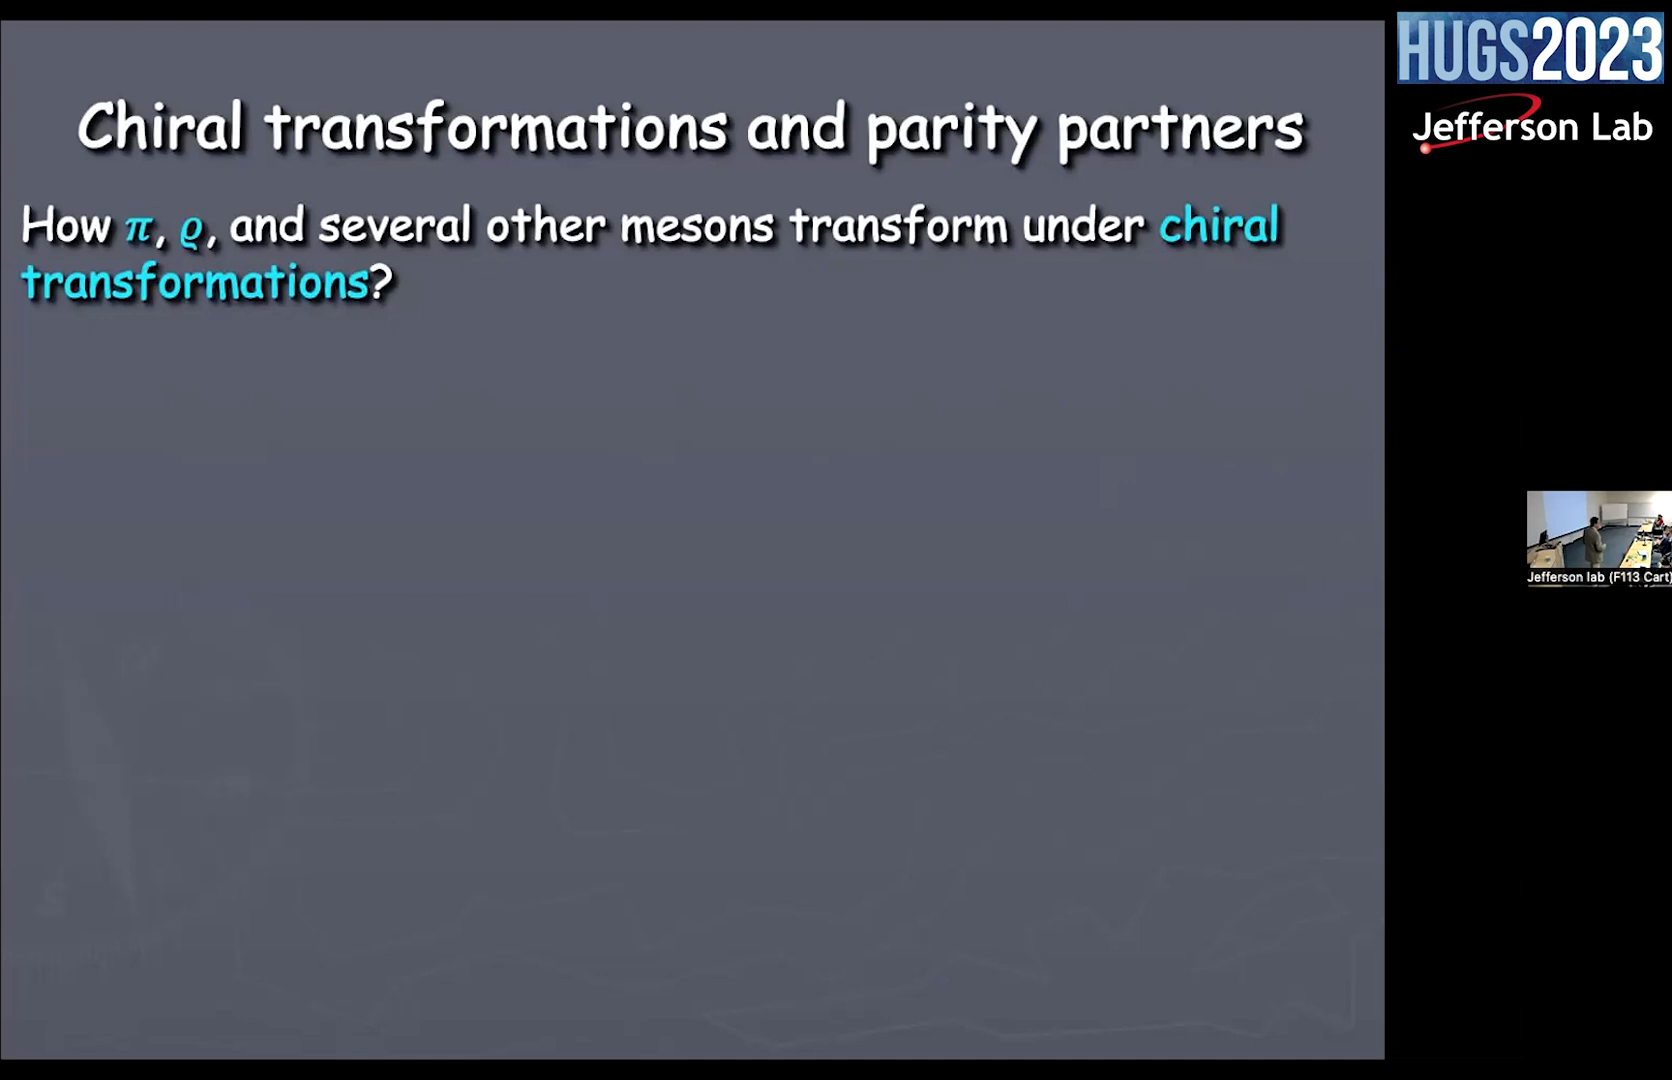 HUGS2023
Jefferson Lab
Chiral transformations and parity partners
How π, ϱ, and several other mesons transform under chiral
transformations?
Jefferson lab (F113 Cart)